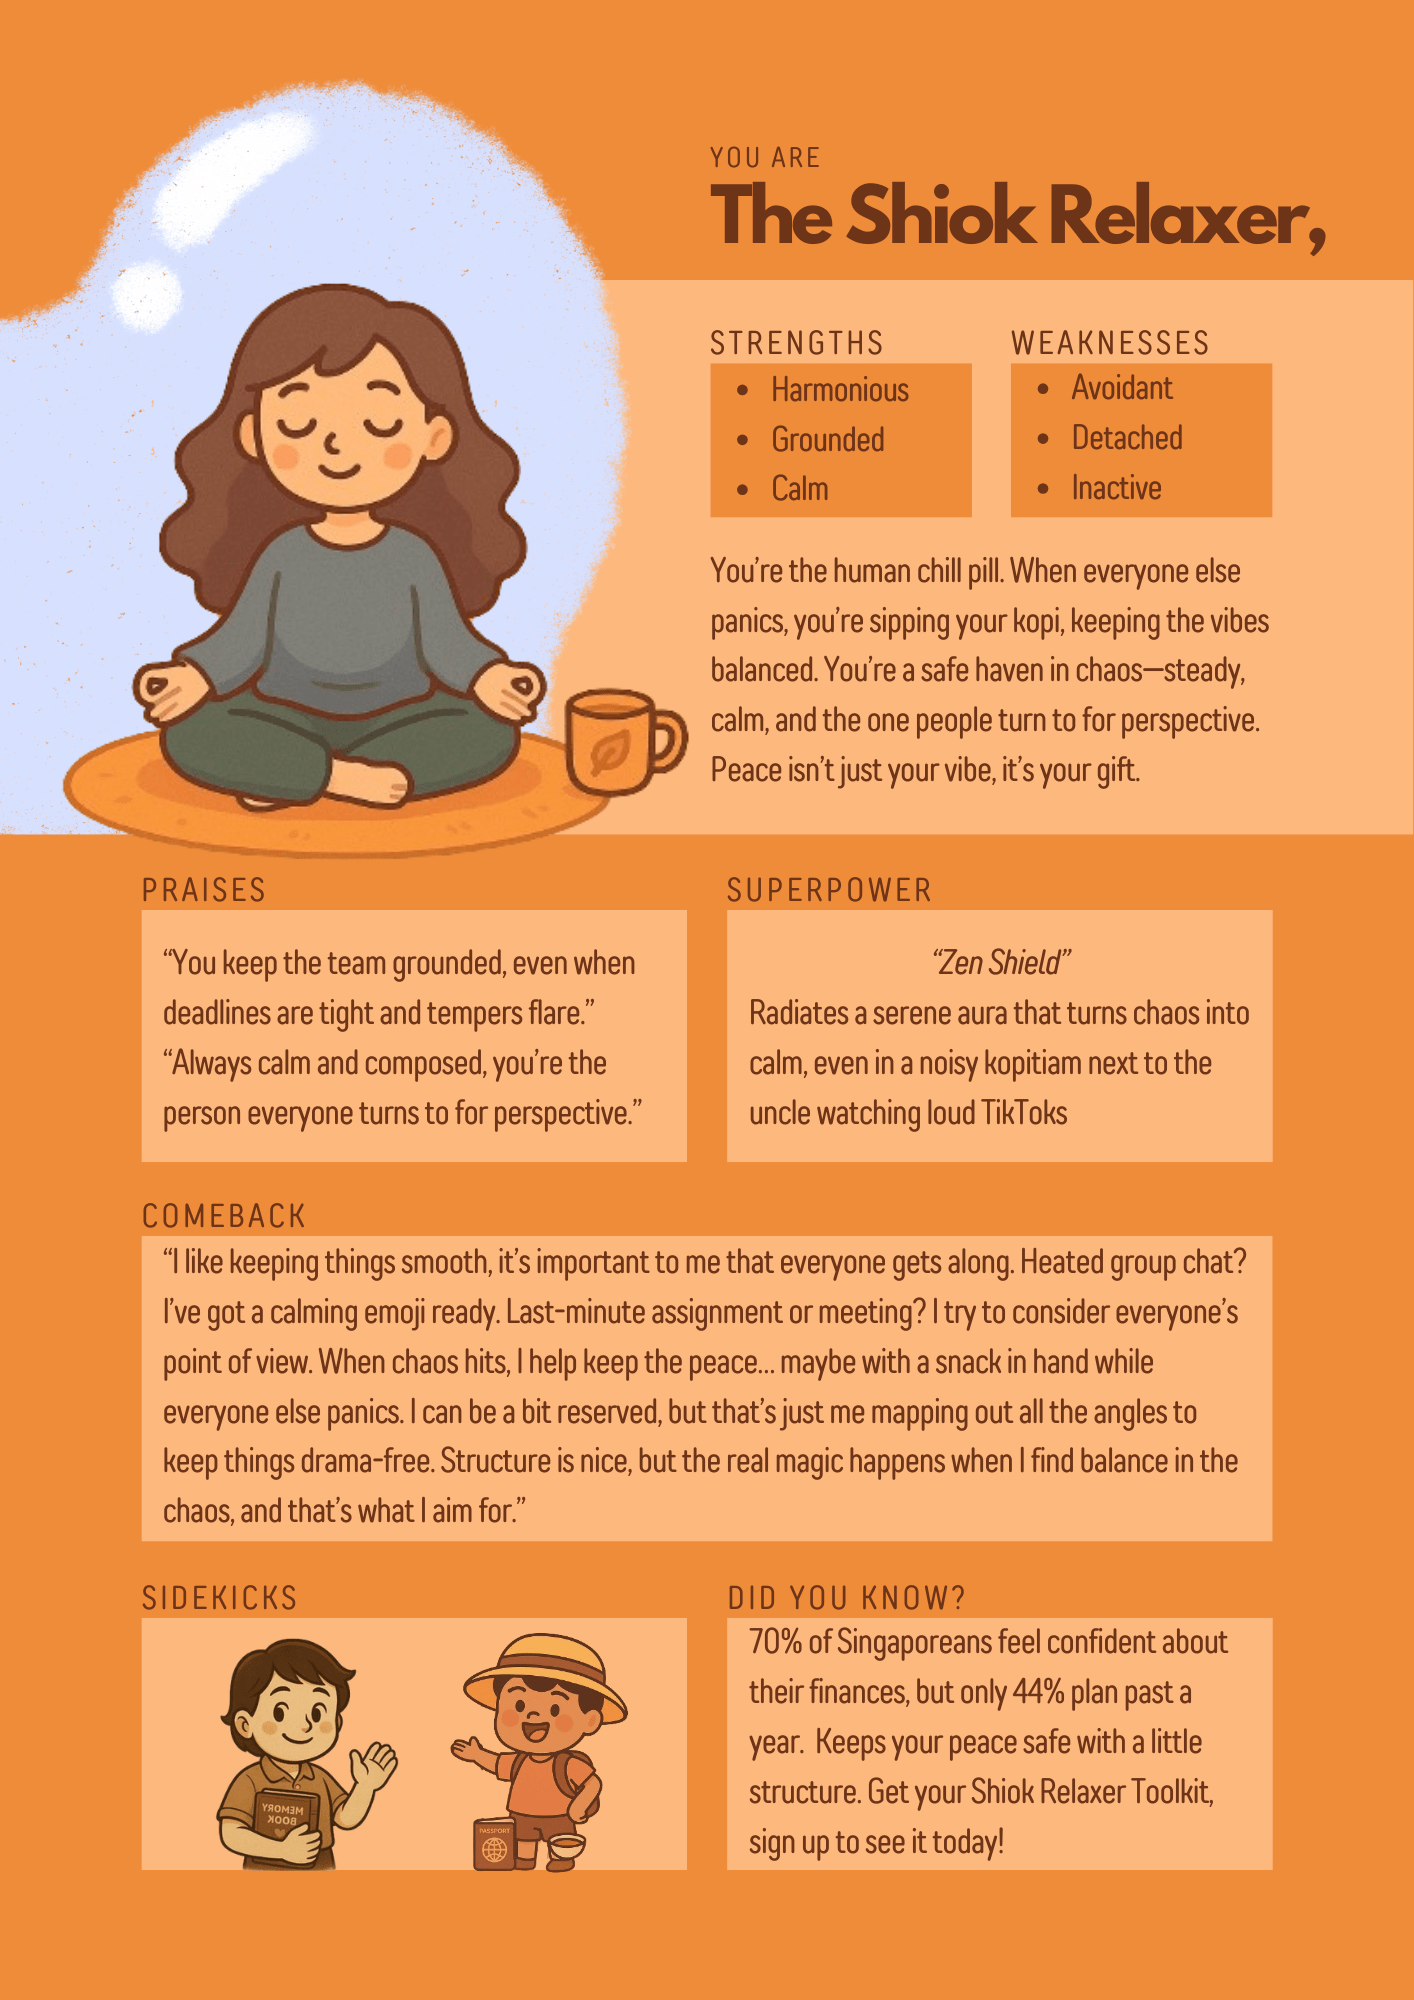 YOU ARE
The Shiok Relaxer,
STRENGTHS
• Harmonious
• Grounded
• Calm
WEAKNESSES
• Avoidant
• Detached
• Inactive
You’re the human chill pill. When everyone else
panics, you’re sipping your kopi, keeping the vibes
balanced. You’re a safe haven in chaos—steady,
calm, and the one people turn to for perspective.
Peace isn’t just your vibe, it’s your gift.
PRAISES
“You keep the team grounded, even when
deadlines are tight and tempers flare.”
“Always calm and composed, you’re the
person everyone turns to for perspective.”
SUPERPOWER
“Zen Shield”
Radiates a serene aura that turns chaos into
calm, even in a noisy kopitiam next to the
uncle watching loud TikToks
COMEBACK
“I like keeping things smooth, it’s important to me that everyone gets along. Heated group chat?
I’ve got a calming emoji ready. Last-minute assignment or meeting? I try to consider everyone’s
point of view. When chaos hits, I help keep the peace... maybe with a snack in hand while
everyone else panics. I can be a bit reserved, but that’s just me mapping out all the angles to
keep things drama-free. Structure is nice, but the real magic happens when I find balance in the
chaos, and that’s what I aim for.”
SIDEKICKS
MEMORY
BOOK
PASSPORT
DID YOU KNOW?
70% of Singaporeans feel confident about
their finances, but only 44% plan past a
year.  Keeps your peace safe with a little
structure. Get your Shiok Relaxer Toolkit,
sign up to see it today!